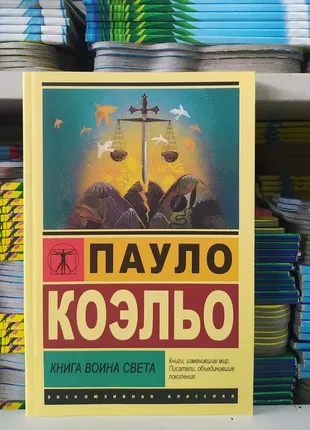 ПАУЛО
КОЭЛЬО
КНИГА ВОИНА СВЕТА
Книги, изменившие мир.
Писатели, объединившие
поколения.
эксклюзивная классика